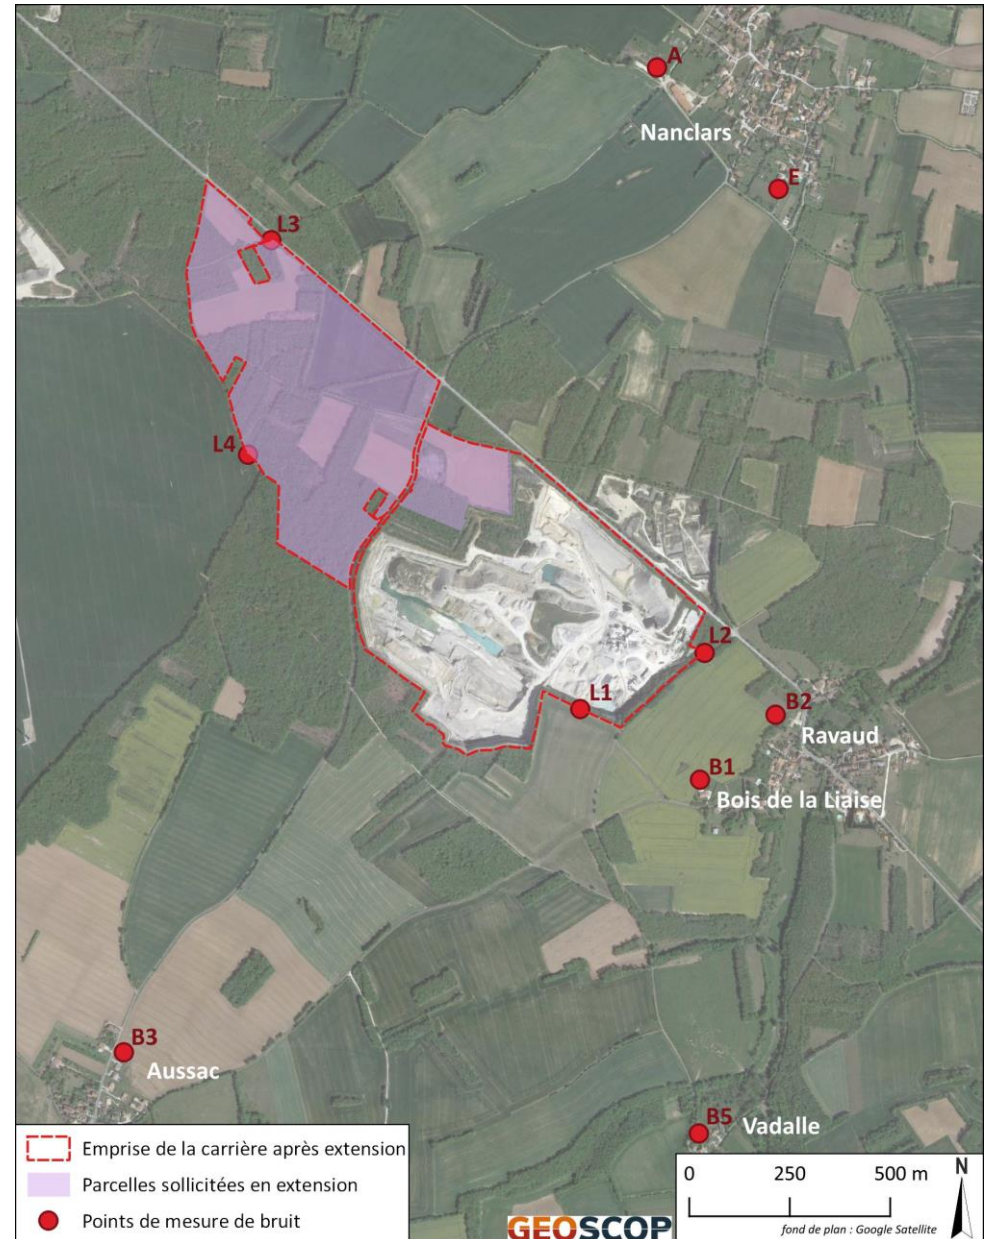 A
Nanclars
E
L3
L4
L2
L1
B2
Ravaud
B1
Bois de la Liaise
B3
Aussac
B5
Vadalle
Emprise de la carrière après extension
Parcelles sollicitées en extension
Points de mesure de bruit
GEOSCOP
0 250 500 m
N
fond de plan : Google Satellite